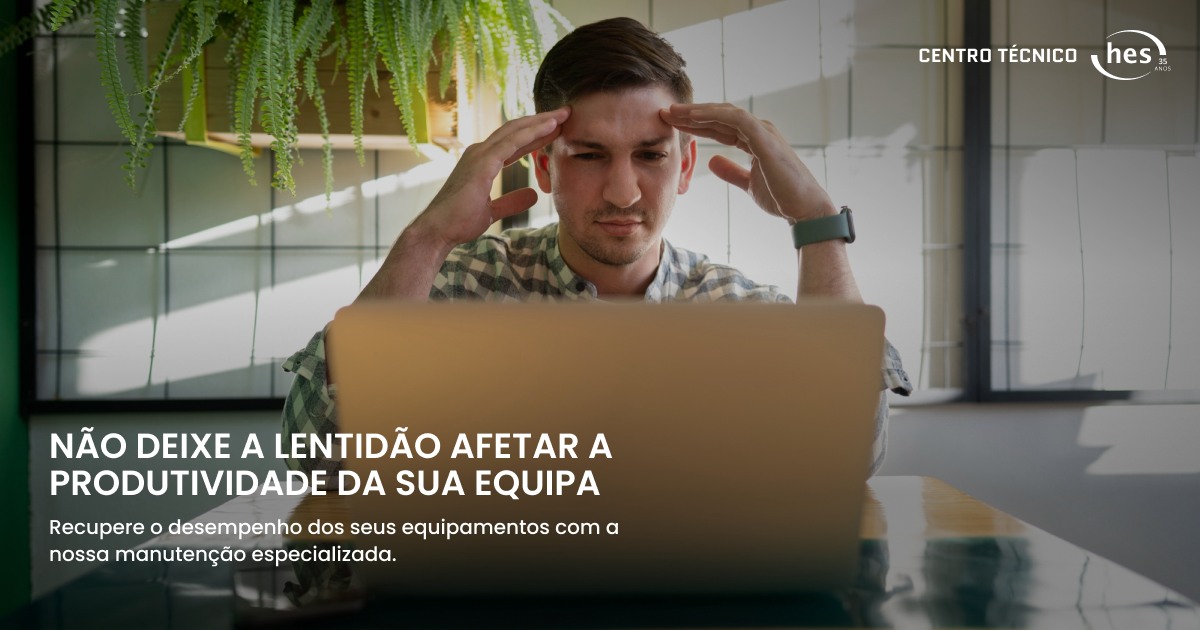 CENTRO TÉCNICO
hes
35
ANOS
NÃO DEIXE A LENTIDÃO AFETAR A
PRODUTIVIDADE DA SUA EQUIPA
Recupere o desempenho dos seus equipamentos com a
nossa manutenção especializada.